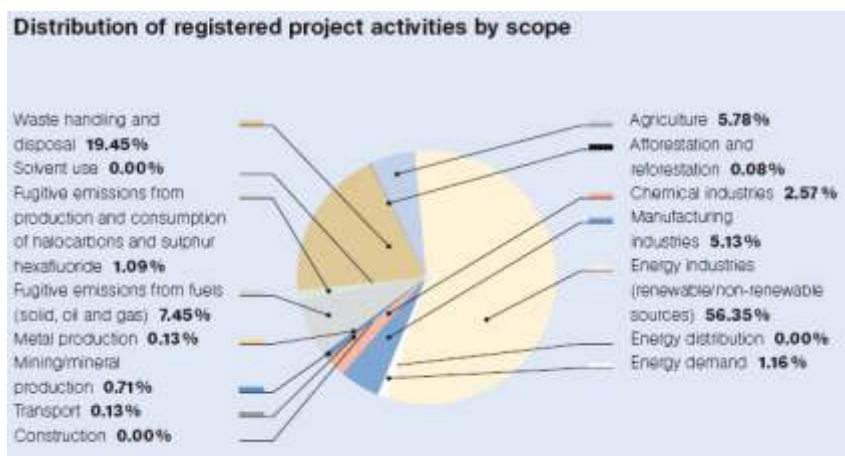 Distribution of registered project activities by scope
Waste handling and
disposal 19.45%
Solvent use 0.00%
Fugitive emissions from
production and consumption
of halocarbons and sulphur
hexafluoride 1.09%
Fugitive emissions from fuels
(solid, oil and gas) 7.45%
Metal production 0.13%
Mining/mineral
production 0.71%
Transport 0.13%
Construction 0.00%
Agriculture 5.78%
Afforestation and
reforestation 0.08%
Chemical industries 2.57%
Manufacturing
industries 5.13%
Energy industries
(renewable/non-renewable
sources) 56.35%
Energy distribution 0.00%
Energy demand 1.16%